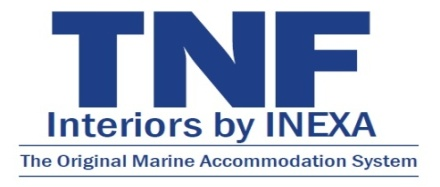 TNF
Interiors by INEXA
The Original Marine Accommodation System